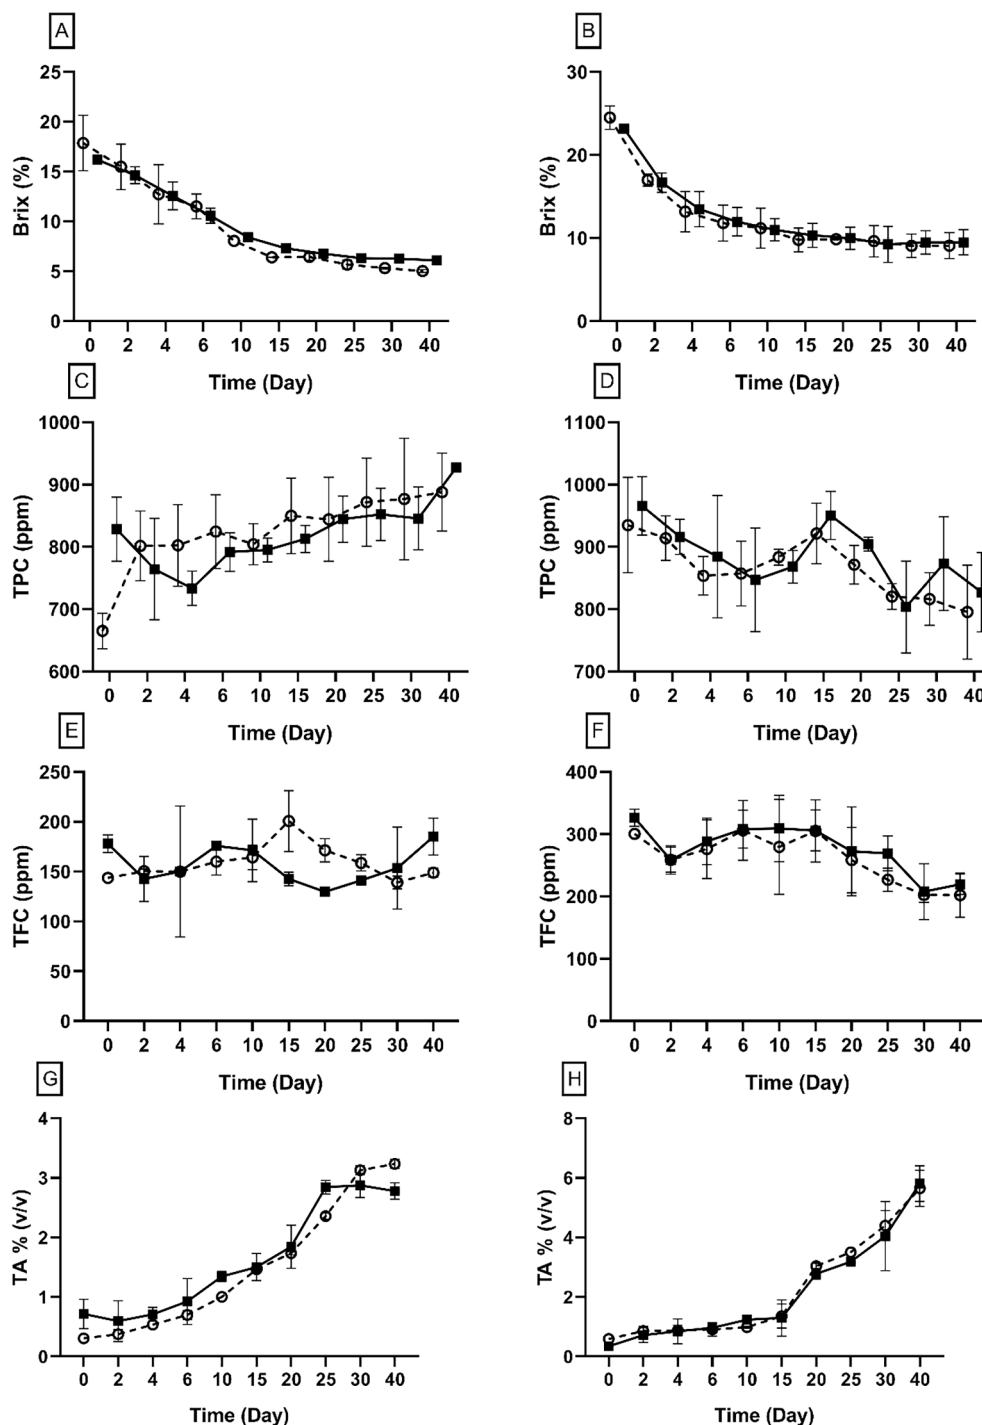 A
Brix (%)
25
20
15
10
5
0
0 2 4 6 10 15 20 25 30 40
Time (Day)
B
Brix (%)
30
20
10
0
0 2 4 6 10 15 20 25 30 40
Time (Day)
C
TPC (ppm)
1000
900
800
700
600
0 2 4 6 10 15 20 25 30 40
Time (Day)
D
TPC (ppm)
1100
1000
900
800
700
0 2 4 6 10 15 20 25 30 40
Time (Day)
E
TFC (ppm)
250
200
150
100
50
0
0 2 4 6 10 15 20 25 30 40
Time (Day)
F
TFC (ppm)
400
300
200
100
0
0 2 4 6 10 15 20 25 30 40
Time (Day)
G
TA % (v/v)
4
3
2
1
0
0 2 4 6 10 15 20 25 30 40
Time (Day)
H
TA % (v/v)
8
6
4
2
0
0 2 4 6 10 15 20 25 30 40
Time (Day)